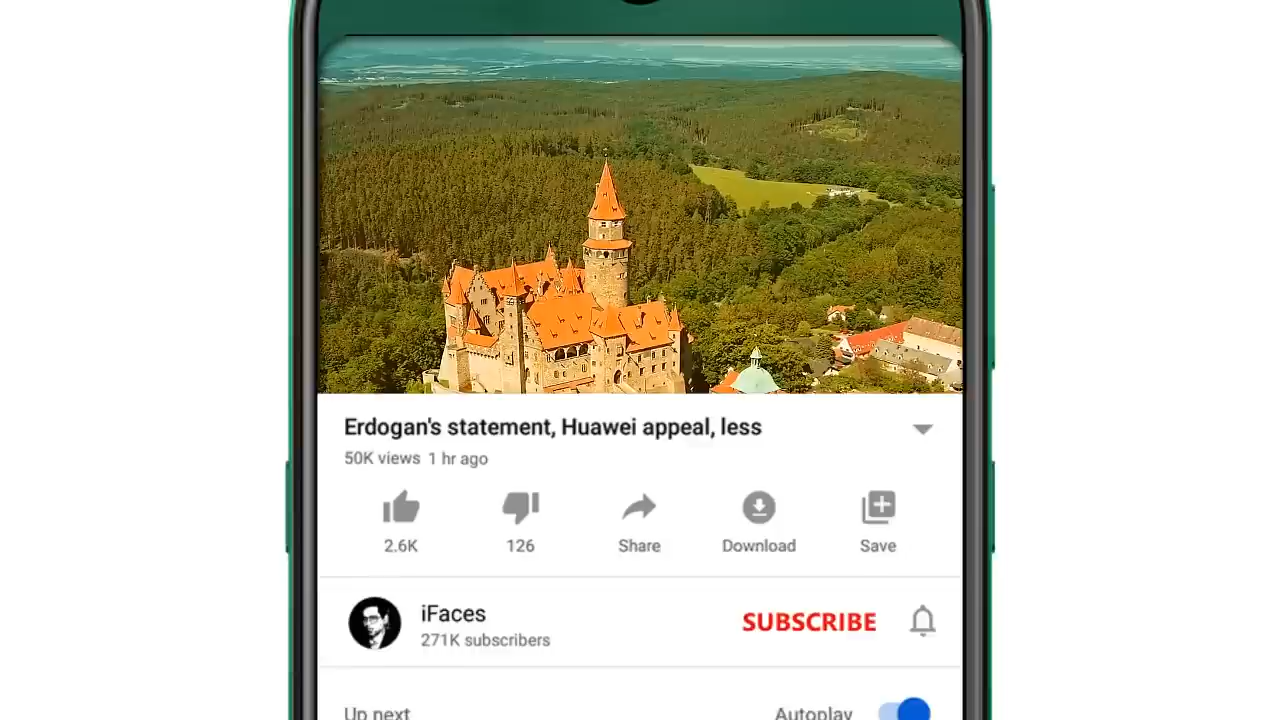 Erdogan's statement, Huawei appeal, less
50K views 1 hr ago
2.6K
126
Share
Download
Save
iFaces
271K subscribers
SUBSCRIBE
Up next
Autoplay